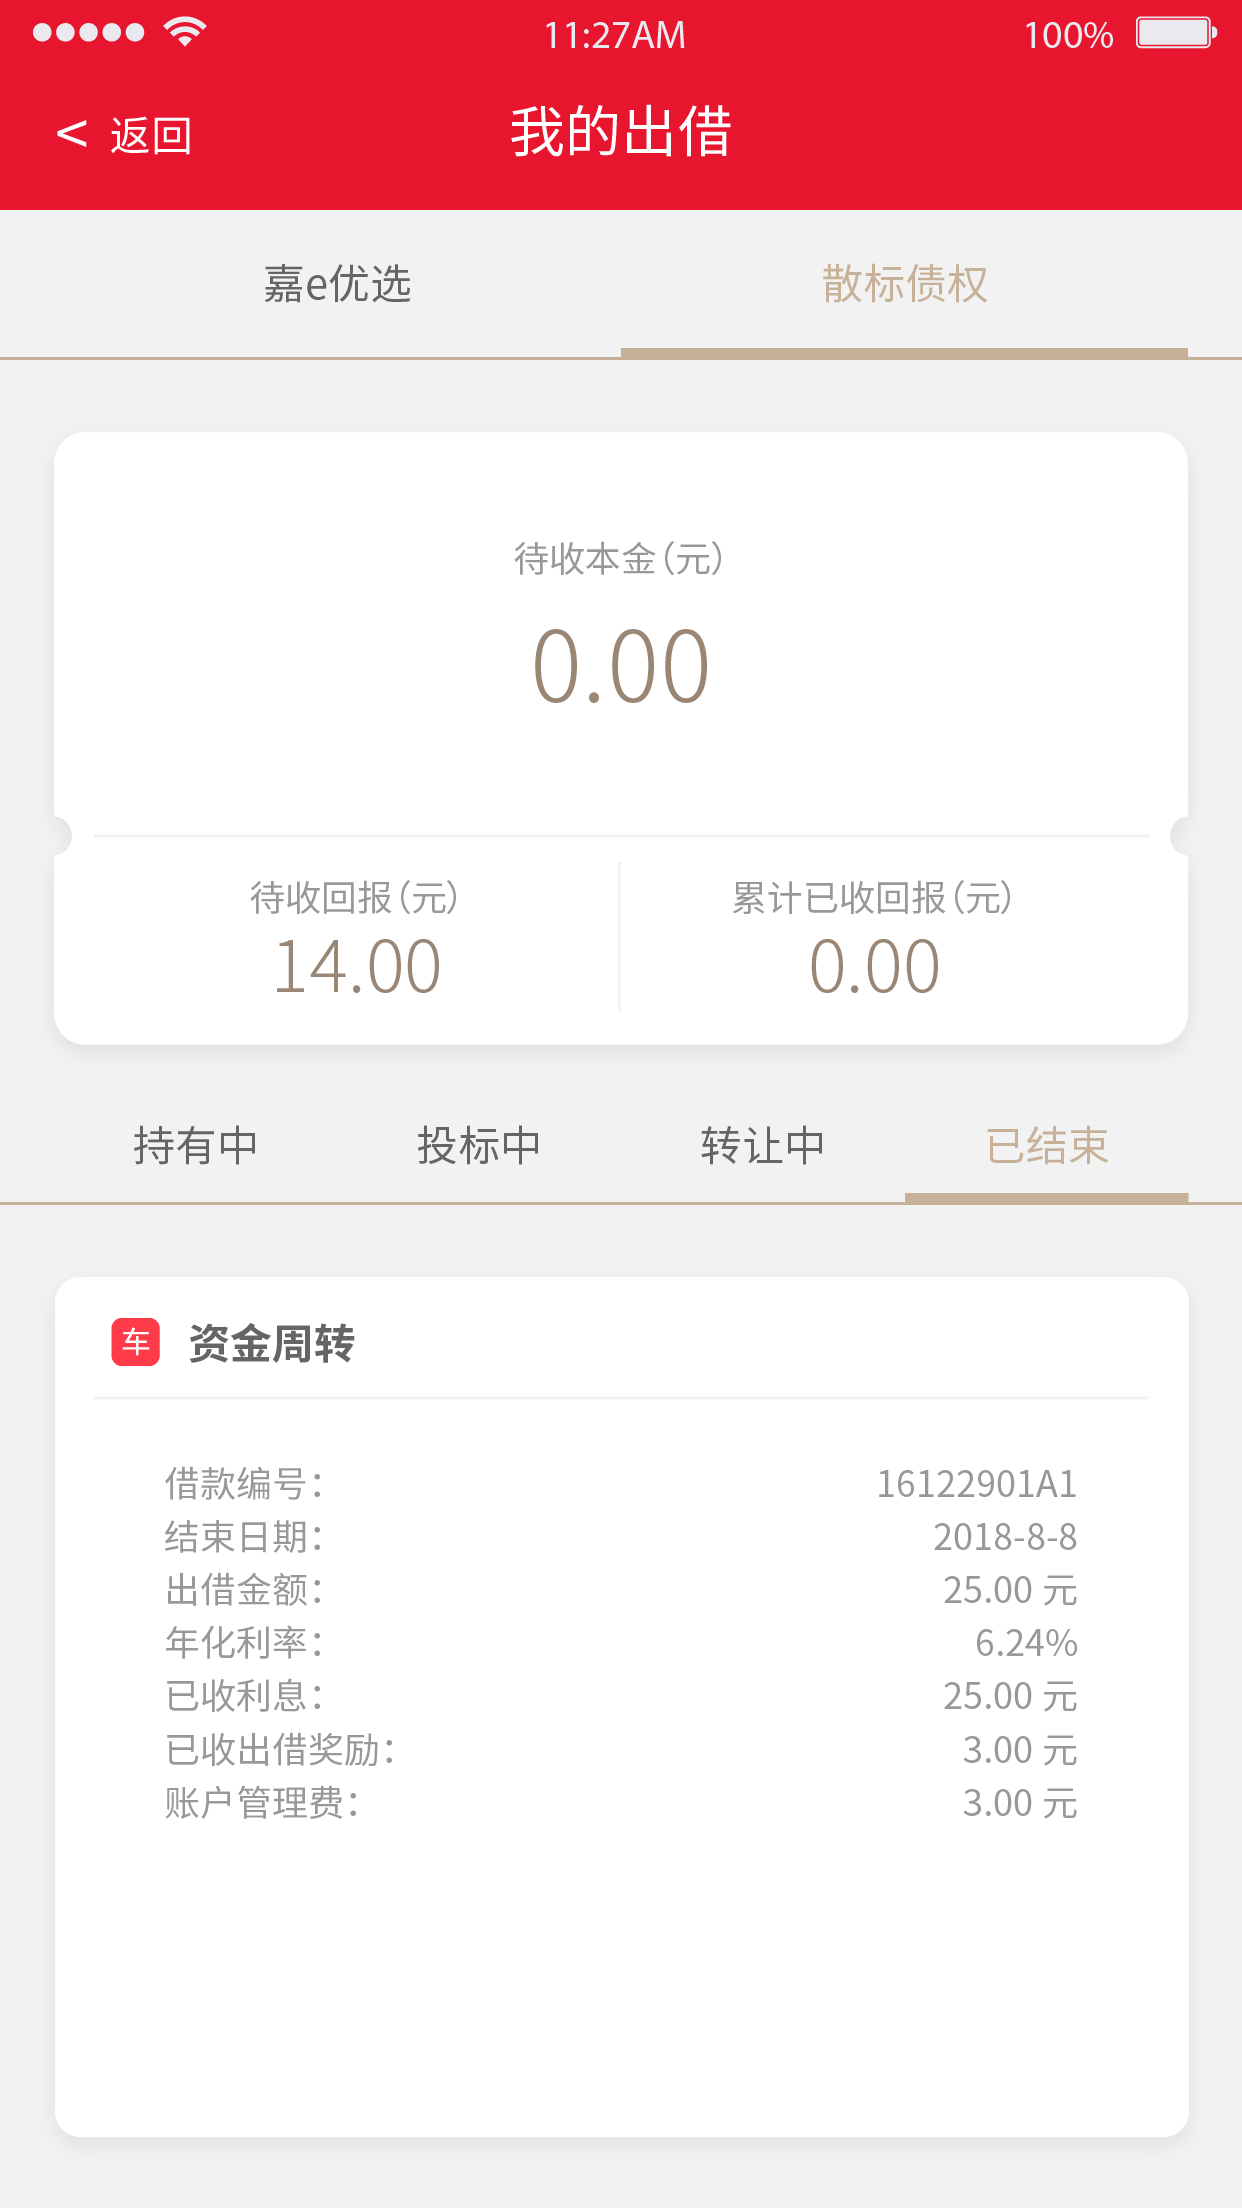 11:27AM 100%
< 返回 我的出借
嘉e优选 散标债权
待收本金(元)
0.00
待收回报(元) 累计已收回报(元)
14.00 0.00
持有中 投标中 转让中 已结束
车 资金周转
借款编号: 16122901A1
结束日期: 2018-8-8
出借金额: 25.00 元
年化利率: 6.24%
已收利息: 25.00 元
已收出借奖励: 3.00 元
账户管理费: 3.00 元